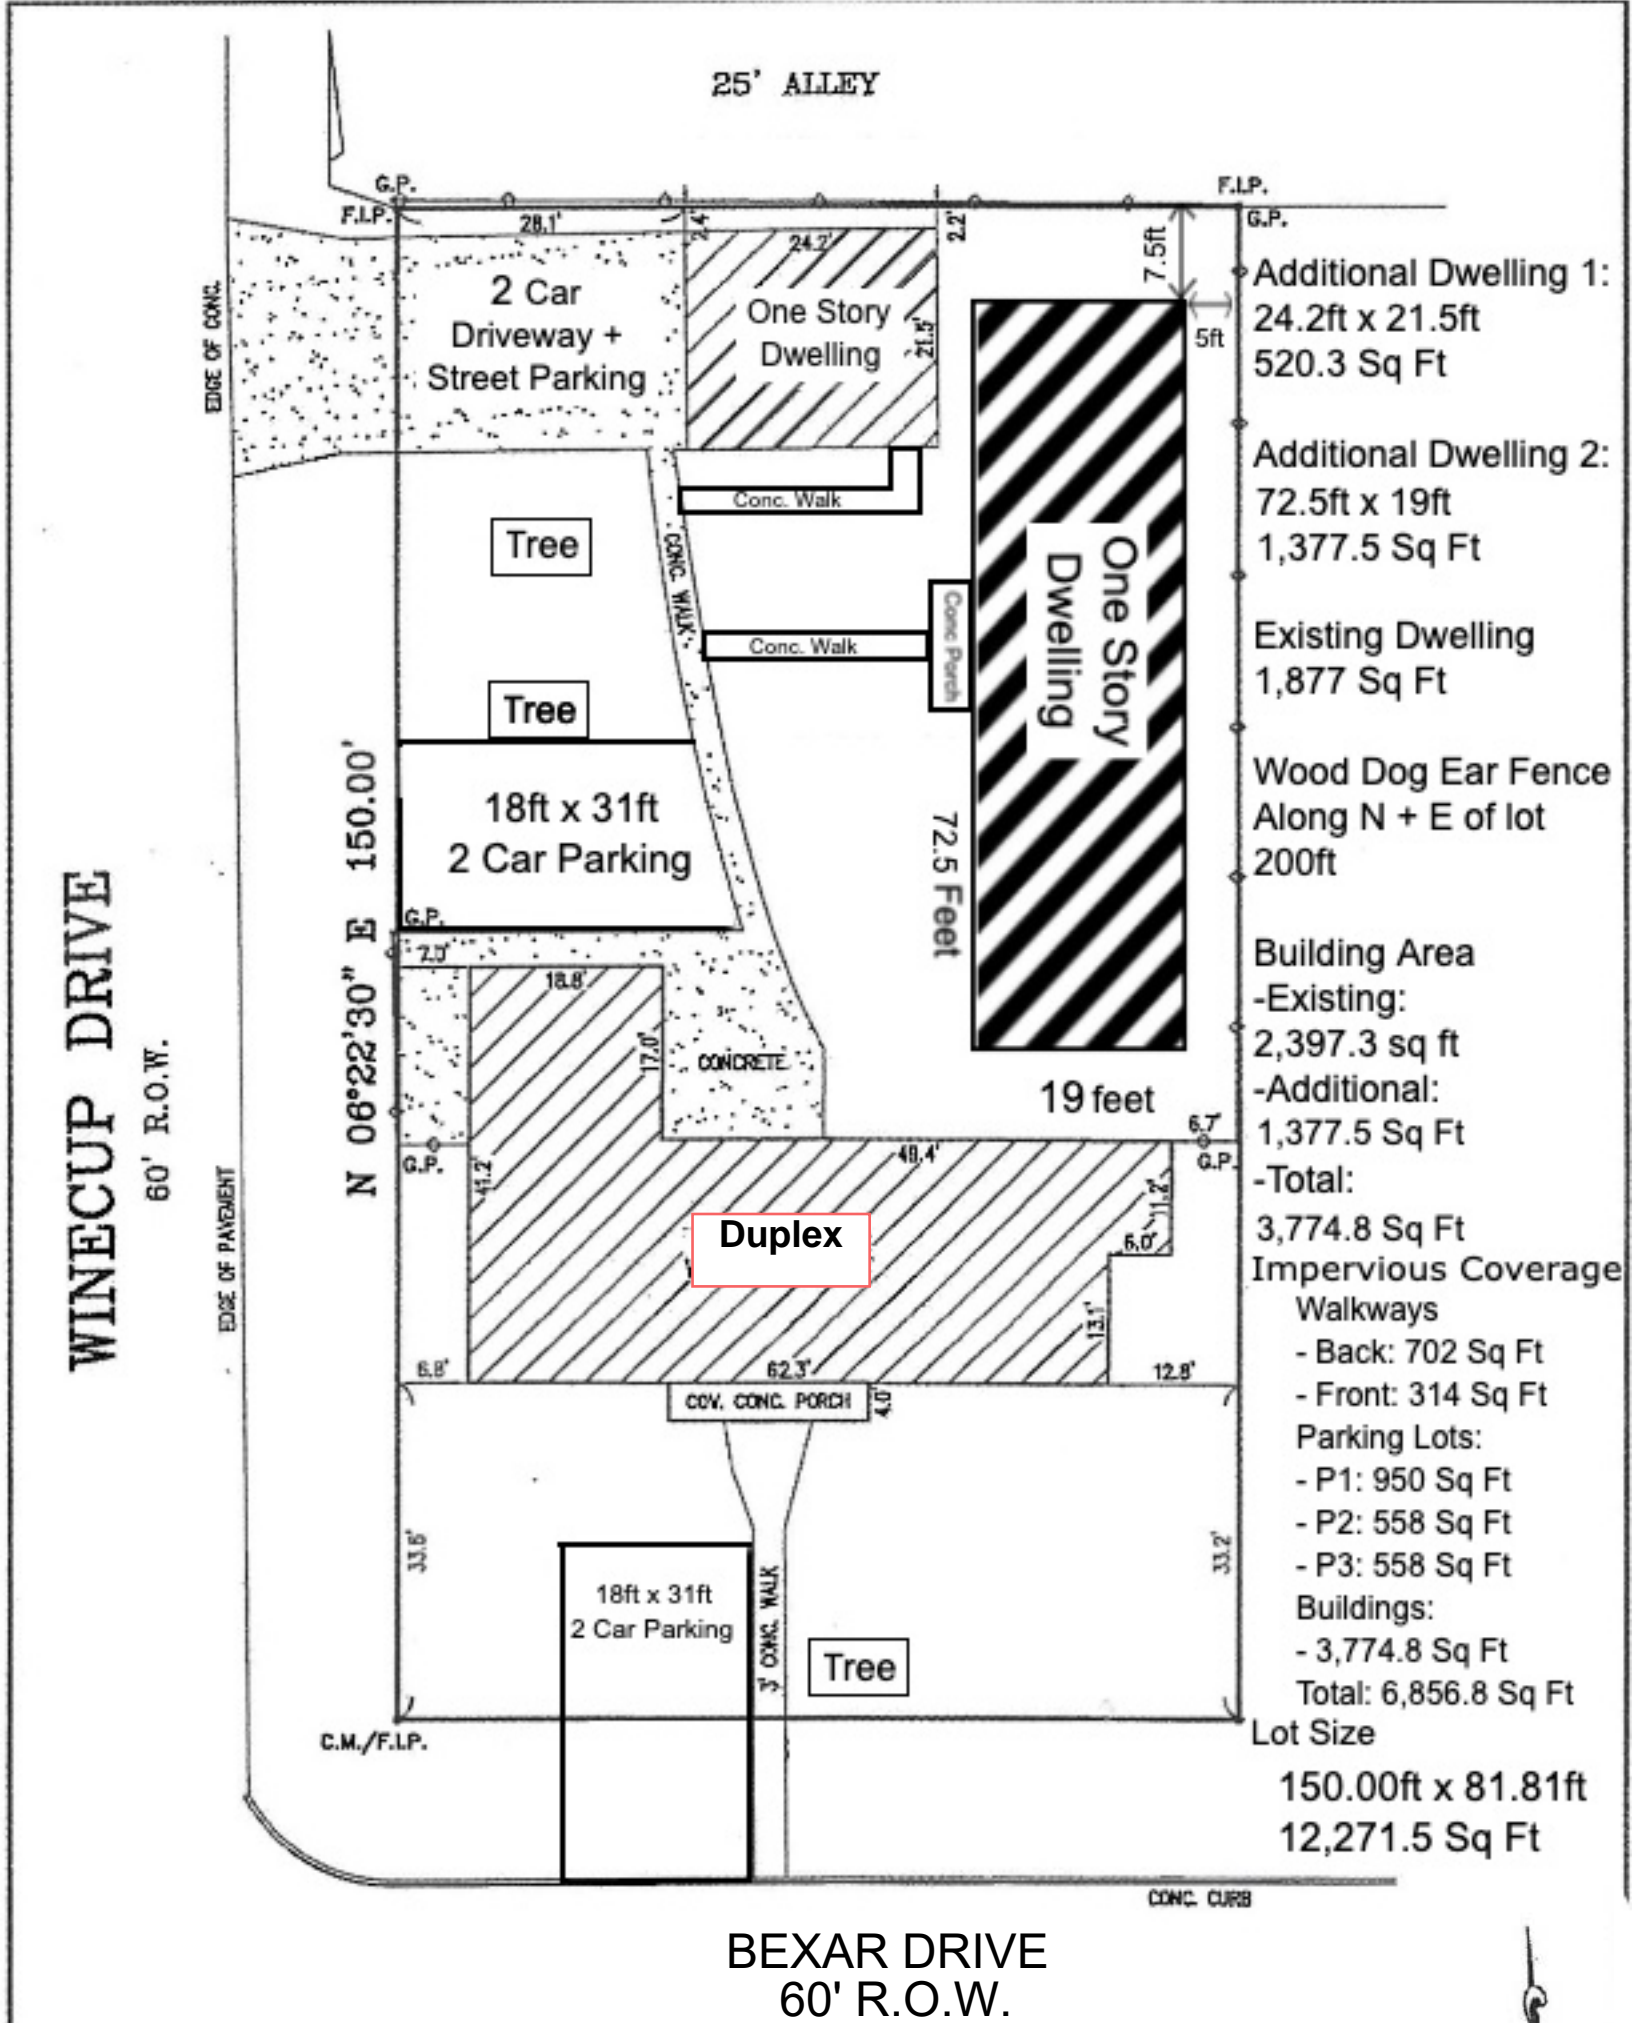 25' ALLEY
G.P.
F.I.P.
F.I.P.
G.P.
28.1'
2.4'
24.2'
2.2'
7.5ft
5ft
EDGE OF CONC.
2 Car
Driveway +
Street Parking
One Story
Dwelling
21.5'
Additional Dwelling 1:
24.2ft x 21.5ft
520.3 Sq Ft
Additional Dwelling 2:
72.5ft x 19ft
1,377.5 Sq Ft
Existing Dwelling
1,877 Sq Ft
Wood Dog Ear Fence
Along N + E of lot
200ft
Building Area
-Existing:
2,397.3 sq ft
-Additional:
1,377.5 Sq Ft
-Total:
3,774.8 Sq Ft
Impervious Coverage
Walkways
- Back: 702 Sq Ft
- Front: 314 Sq Ft
Parking Lots:
- P1: 950 Sq Ft
- P2: 558 Sq Ft
- P3: 558 Sq Ft
Buildings:
- 3,774.8 Sq Ft
Total: 6,856.8 Sq Ft
Lot Size
150.00ft x 81.81ft
12,271.5 Sq Ft
Conc. Walk
Tree
CONC. WALK
Conc. Walk
Conc Porch
One Story
Dwelling
Tree
18ft x 31ft
2 Car Parking
72.5 Feet
19 feet
N 06°22'30" E 150.00'
WINECUP DRIVE
60' R.O.W.
EDGE OF PAVEMENT
G.P.
7.0'
18.8'
17.0'
CONCRETE
G.P.
41.2'
49.4'
6.7'
G.P.
11.2'
6.0'
13.1'
Duplex
6.8'
62.3'
12.8'
COV. CONC. PORCH
4.0'
33.6'
33.2'
18ft x 31ft
2 Car Parking
3' CONC. WALK
Tree
C.M./F.I.P.
CONC. CURB
BEXAR DRIVE
60' R.O.W.